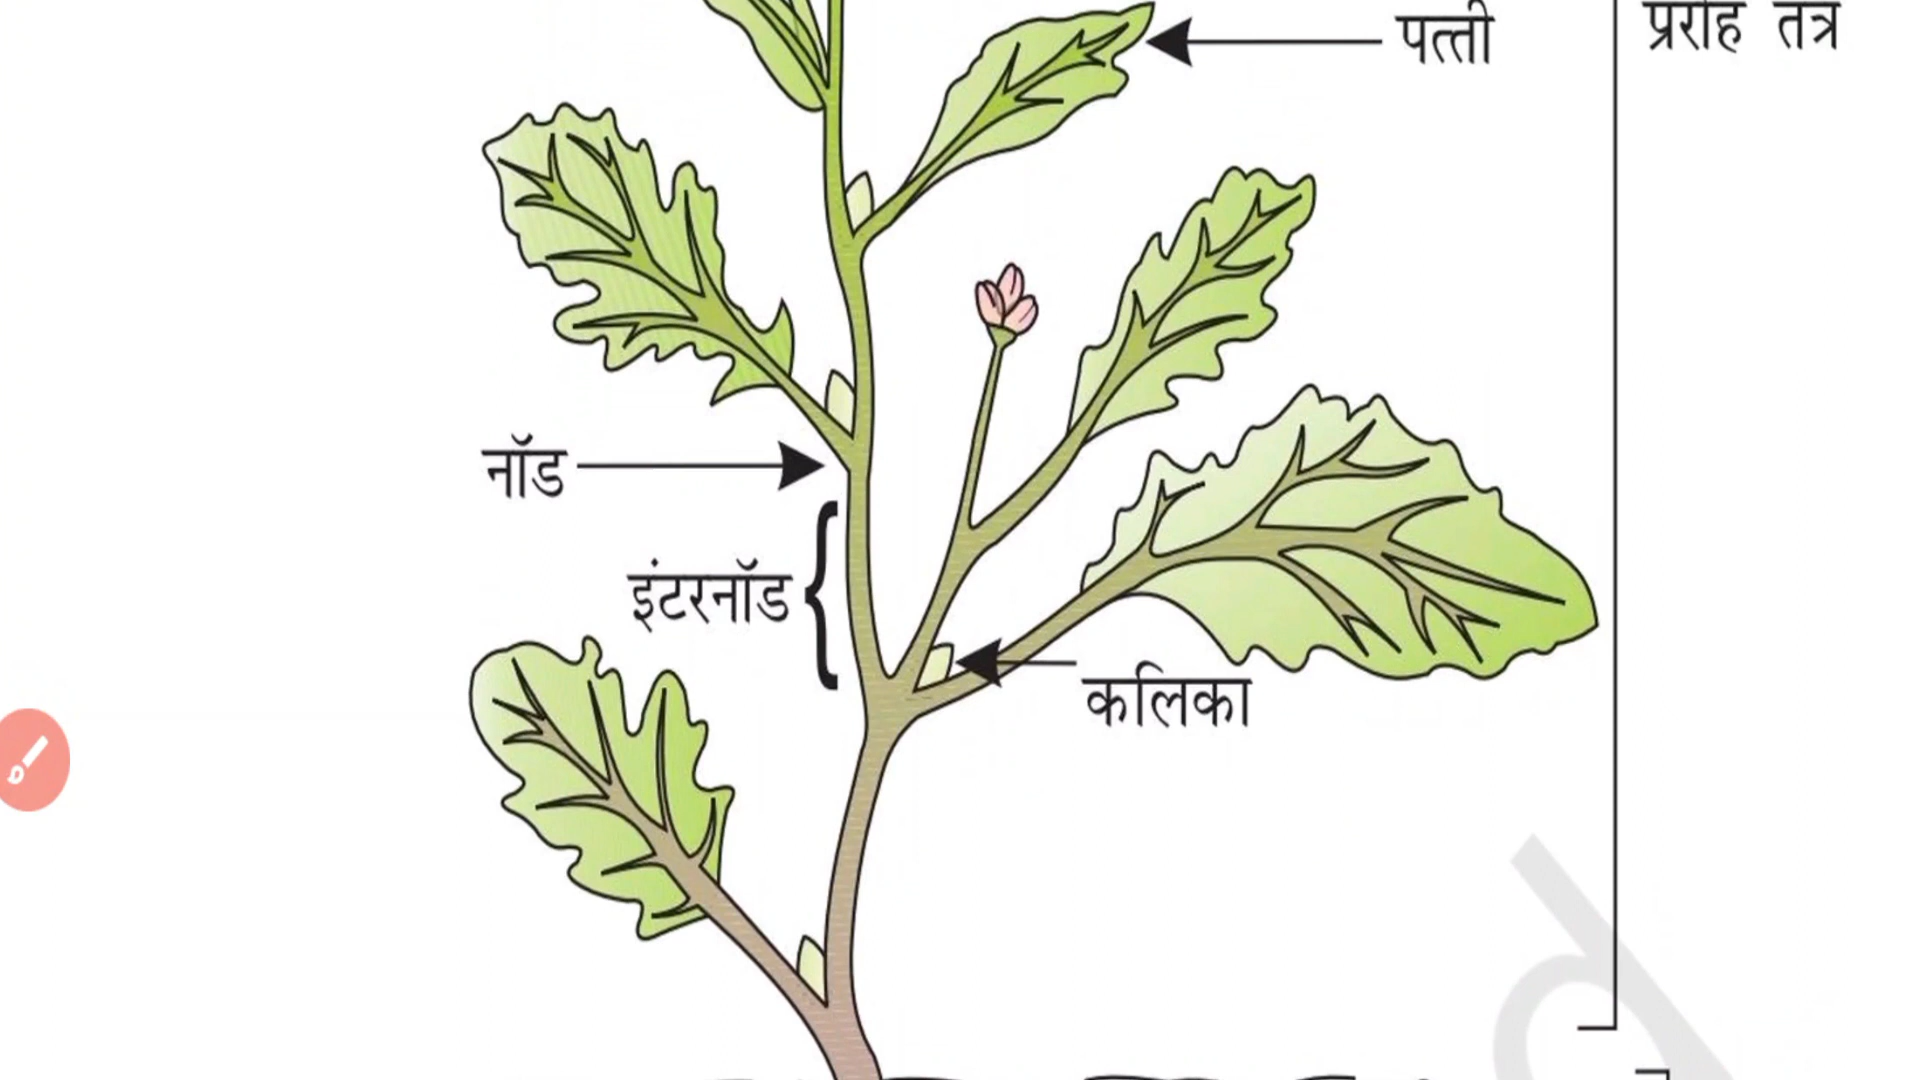 पत्ती
प्ररोह तंत्र
नॉड
इंटरनॉड
कलिका
d